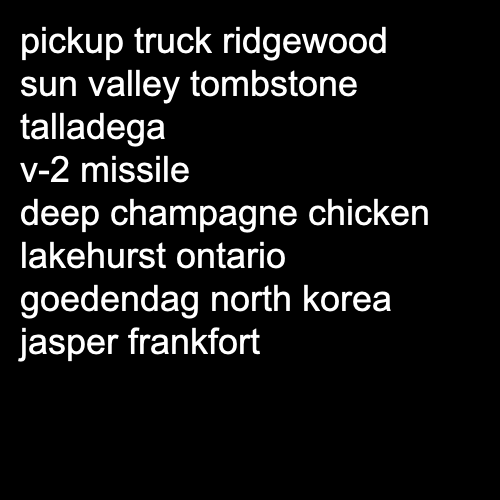 pickup truck ridgewood
sun valley tombstone
talladega
v-2 missile
deep champagne chicken
lakehurst ontario
goedendag north korea
jasper frankfort